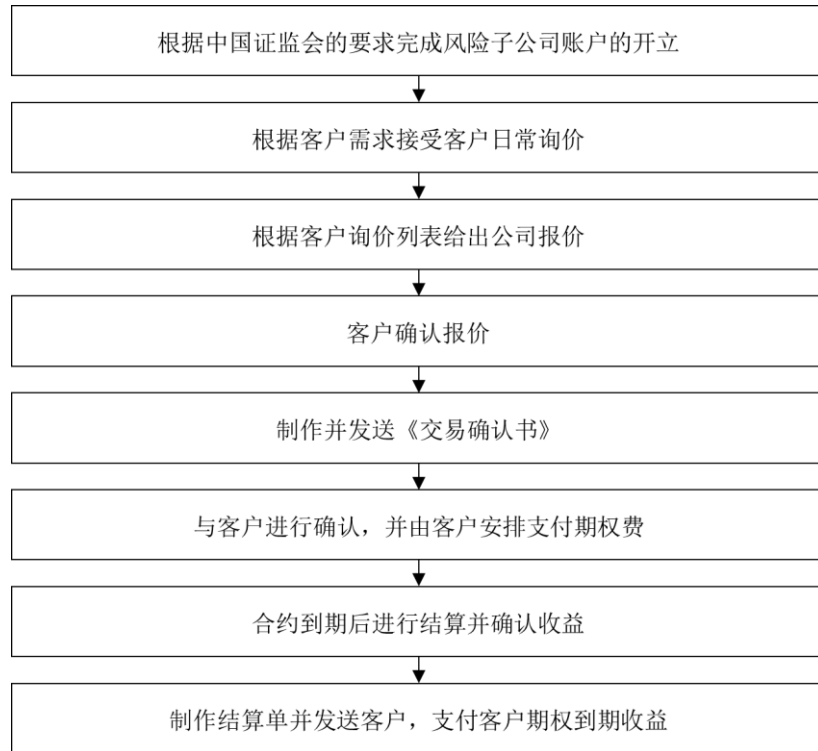 根据中国证监会的要求完成风险子公司账户的开立
根据客户需求接受客户日常询价
根据客户询价列表给出公司报价
客户确认报价
制作并发送《交易确认书》
与客户进行确认，并由客户安排支付期权费
合约到期后进行结算并确认收益
制作结算单并发送客户，支付客户期权到期收益